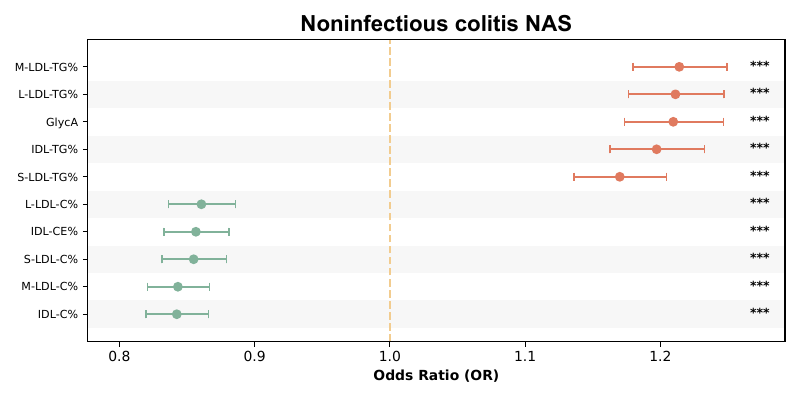 Noninfectious colitis NAS
M-LDL-TG% ***
L-LDL-TG% ***
GlycA ***
IDL-TG% ***
S-LDL-TG% ***
L-LDL-C% ***
IDL-CE% ***
S-LDL-C% ***
M-LDL-C% ***
IDL-C% ***
0.8 0.9 1.0 1.1 1.2
Odds Ratio (OR)